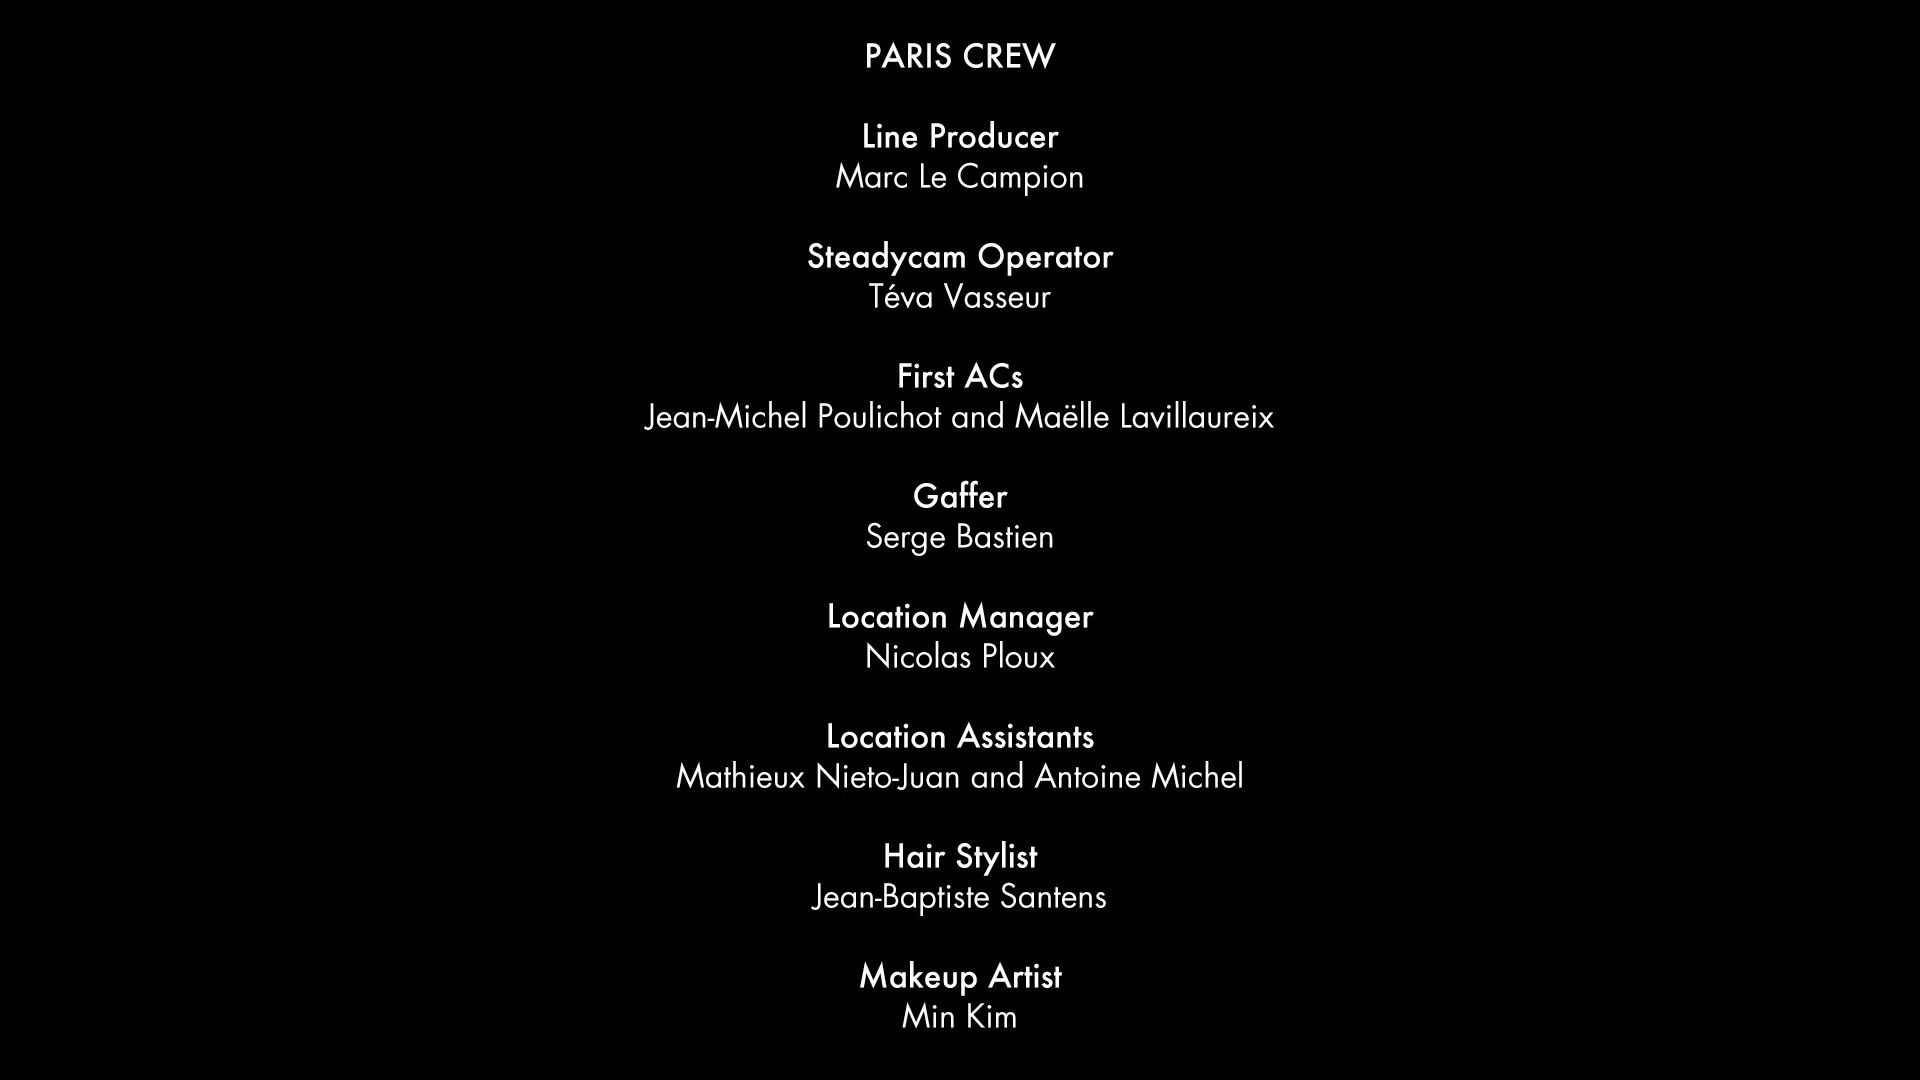 PARIS CREW
Line Producer
Marc Le Campion
Steadycam Operator
Téva Vasseur
First ACs
Jean-Michel Poulichot and Maëlle Lavillaureix
Gaffer
Serge Bastien
Location Manager
Nicolas Ploux
Location Assistants
Mathieux Nieto-Juan and Antoine Michel
Hair Stylist
Jean-Baptiste Santens
Makeup Artist
Min Kim